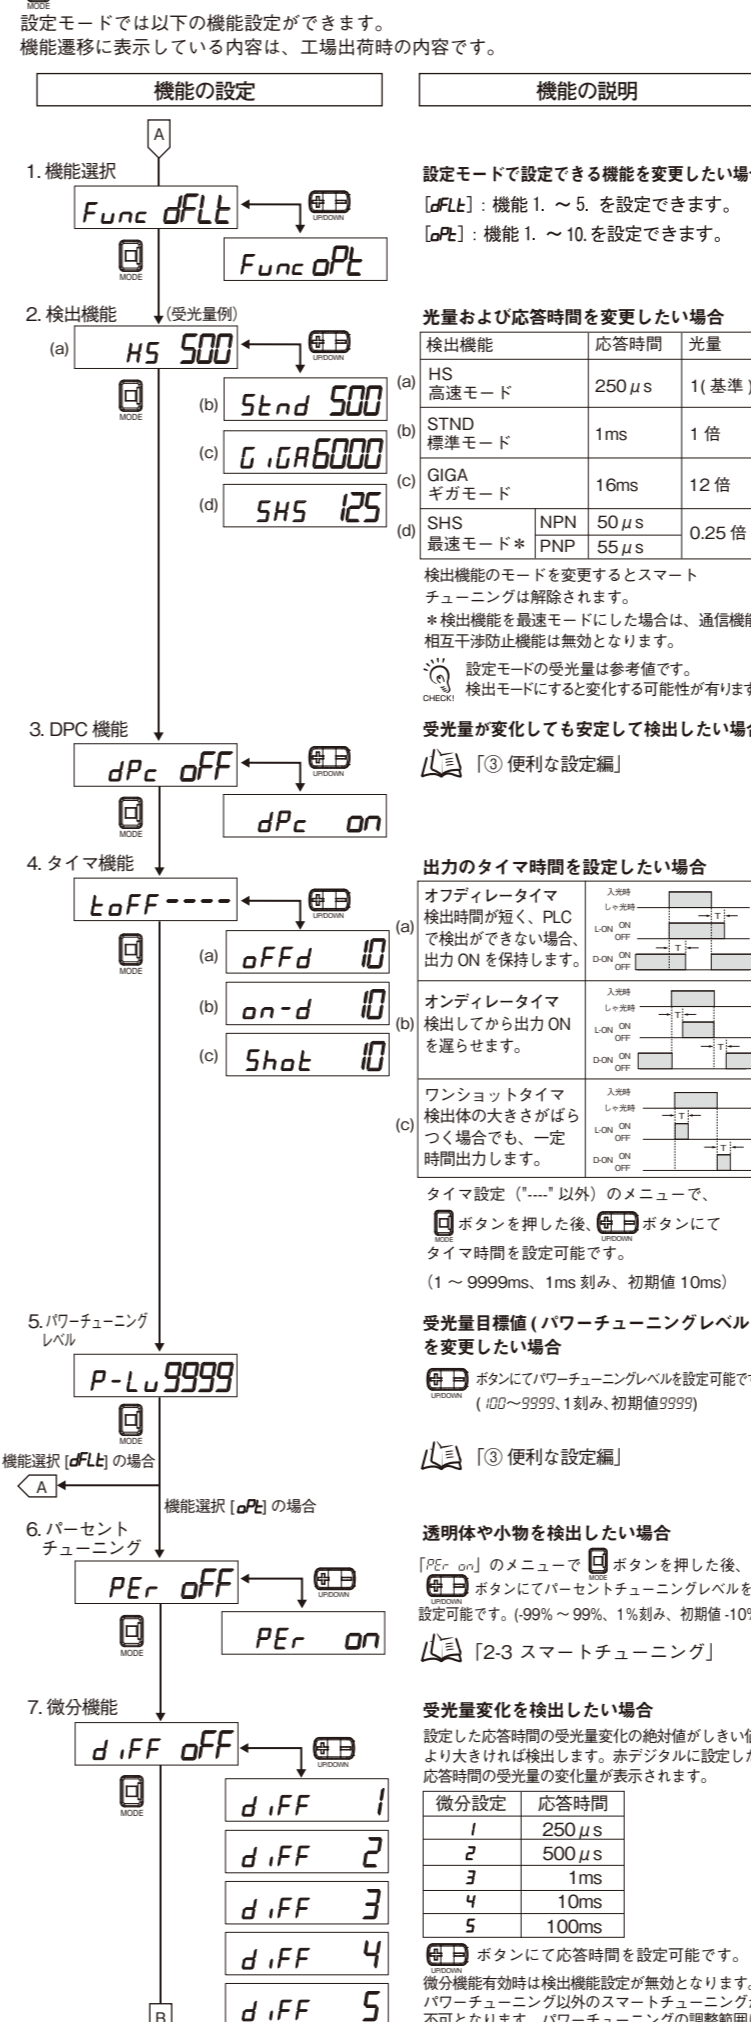 MODE
設定モードでは以下の機能設定ができます。
機能遷移に表示している内容は、工場出荷時の内容です。
機能の設定
機能の説明
A
1. 機能選択
Func dFLt
UP/DOWN
MODE
Func oPt
設定モードで設定できる機能を変更したい場合
[dFLt]：機能 1. ～ 5. を設定できます。
[oPt]：機能 1. ～ 10. を設定できます。
2. 検出機能
(受光量例)
(a) HS 500
UP/DOWN
MODE
(b) Stnd 500
(c) GiGA 6000
(d) SHS 125
光量および応答時間を変更したい場合
検出機能 応答時間 光量
(a) HS 高速モード 250μs 1( 基準 )
(b) STND 標準モード 1ms 1 倍
(c) GIGA ギガモード 16ms 12 倍
(d) SHS 最速モード＊ NPN 50μs 0.25 倍
PNP 55μs
検出機能のモードを変更するとスマート
チューニングは解除されます。
＊検出機能を最速モードにした場合は、通信機能
相互干渉防止機能は無効となります。
CHECK!
設定モードの受光量は参考値です。
検出モードにすると変化する可能性が有ります
3. DPC 機能
dPc oFF
UP/DOWN
MODE
dPc on
受光量が変化しても安定して検出したい場合
「③ 便利な設定編」
4. タイマ機能
toFF ----
UP/DOWN
MODE
(a) oFFd 10
(b) on-d 10
(c) Shot 10
出力のタイマ時間を設定したい場合
(a) オフディレータイマ
検出時間が短く、PLC
で検出ができない場合、
出力 ON を保持します。
入光時
しゃ光時
L-ON ON
OFF
D-ON ON
OFF
T
T
(b) オンディレータイマ
検出してから出力 ON
を遅らせます。
入光時
しゃ光時
L-ON ON
OFF
D-ON ON
OFF
T
T
(c) ワンショットタイマ
検出体の大きさがばら
つく場合でも、一定
時間出力します。
入光時
しゃ光時
L-ON ON
OFF
D-ON ON
OFF
T
T
タイマ設定（"----" 以外）のメニューで、
MODE ボタンを押した後、UP/DOWN ボタンにて
タイマ時間を設定可能です。
（1 ～ 9999ms、1ms 刻み、初期値 10ms）
5. パワーチューニング
レベル
P-Lv 9999
MODE
受光量目標値 ( パワーチューニングレベル
を変更したい場合
UP/DOWN ボタンにてパワーチューニングレベルを設定可能です
( 100～9999、1刻み、初期値9999)
「③ 便利な設定編」
機能選択 [dFLt] の場合
A
機能選択 [oPt] の場合
6. パーセント
チューニング
PEr oFF
UP/DOWN
MODE
PEr on
透明体や小物を検出したい場合
「PEr on」のメニューで MODE ボタンを押した後、
UP/DOWN ボタンにてパーセントチューニングレベルを
設定可能です。(-99% ～ 99%、1%刻み、初期値 -10%
「2-3 スマートチューニング」
7. 微分機能
diFF oFF
UP/DOWN
MODE
diFF 1
diFF 2
diFF 3
diFF 4
diFF 5
B
受光量変化を検出したい場合
設定した応答時間の受光量変化の絶対値がしきい値
より大きければ検出します。赤デジタルに設定した
応答時間の受光量の変化量が表示されます。
微分設定 応答時間
1 250μs
2 500μs
3 1ms
4 10ms
5 100ms
UP/DOWN ボタンにて応答時間を設定可能です。
微分機能有効時は検出機能設定が無効となります。
パワーチューニング以外のスマートチューニングが
不可となります。パワーチューニングの調整範囲は